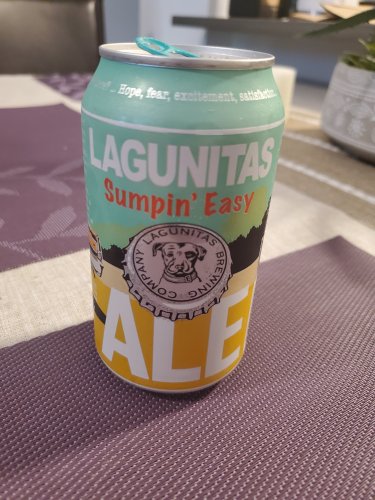 Hope, fear, excitement, satisfaction
LAGUNITAS
Sumpin' Easy
LAGUNITAS BREWING
COMPANY
ALE